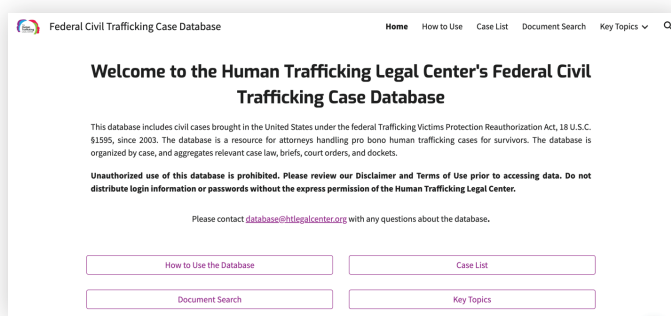 Federal Civil Trafficking Case Database
Home How to Use Case List Document Search Key Topics
Welcome to the Human Trafficking Legal Center's Federal Civil
Trafficking Case Database
This database includes civil cases brought in the United States under the federal Trafficking Victims Protection Reauthorization Act, 18 U.S.C.
§1595, since 2003. The database is a resource for attorneys handling pro bono human trafficking cases for survivors. The database is
organized by case, and aggregates relevant case law, briefs, court orders, and dockets.
Unauthorized use of this database is prohibited. Please review our Disclaimer and Terms of Use prior to accessing data. Do not
distribute login information or passwords without the express permission of the Human Trafficking Legal Center.
Please contact database@htlegalcenter.org with any questions about the database.
How to Use the Database
Case List
Document Search
Key Topics